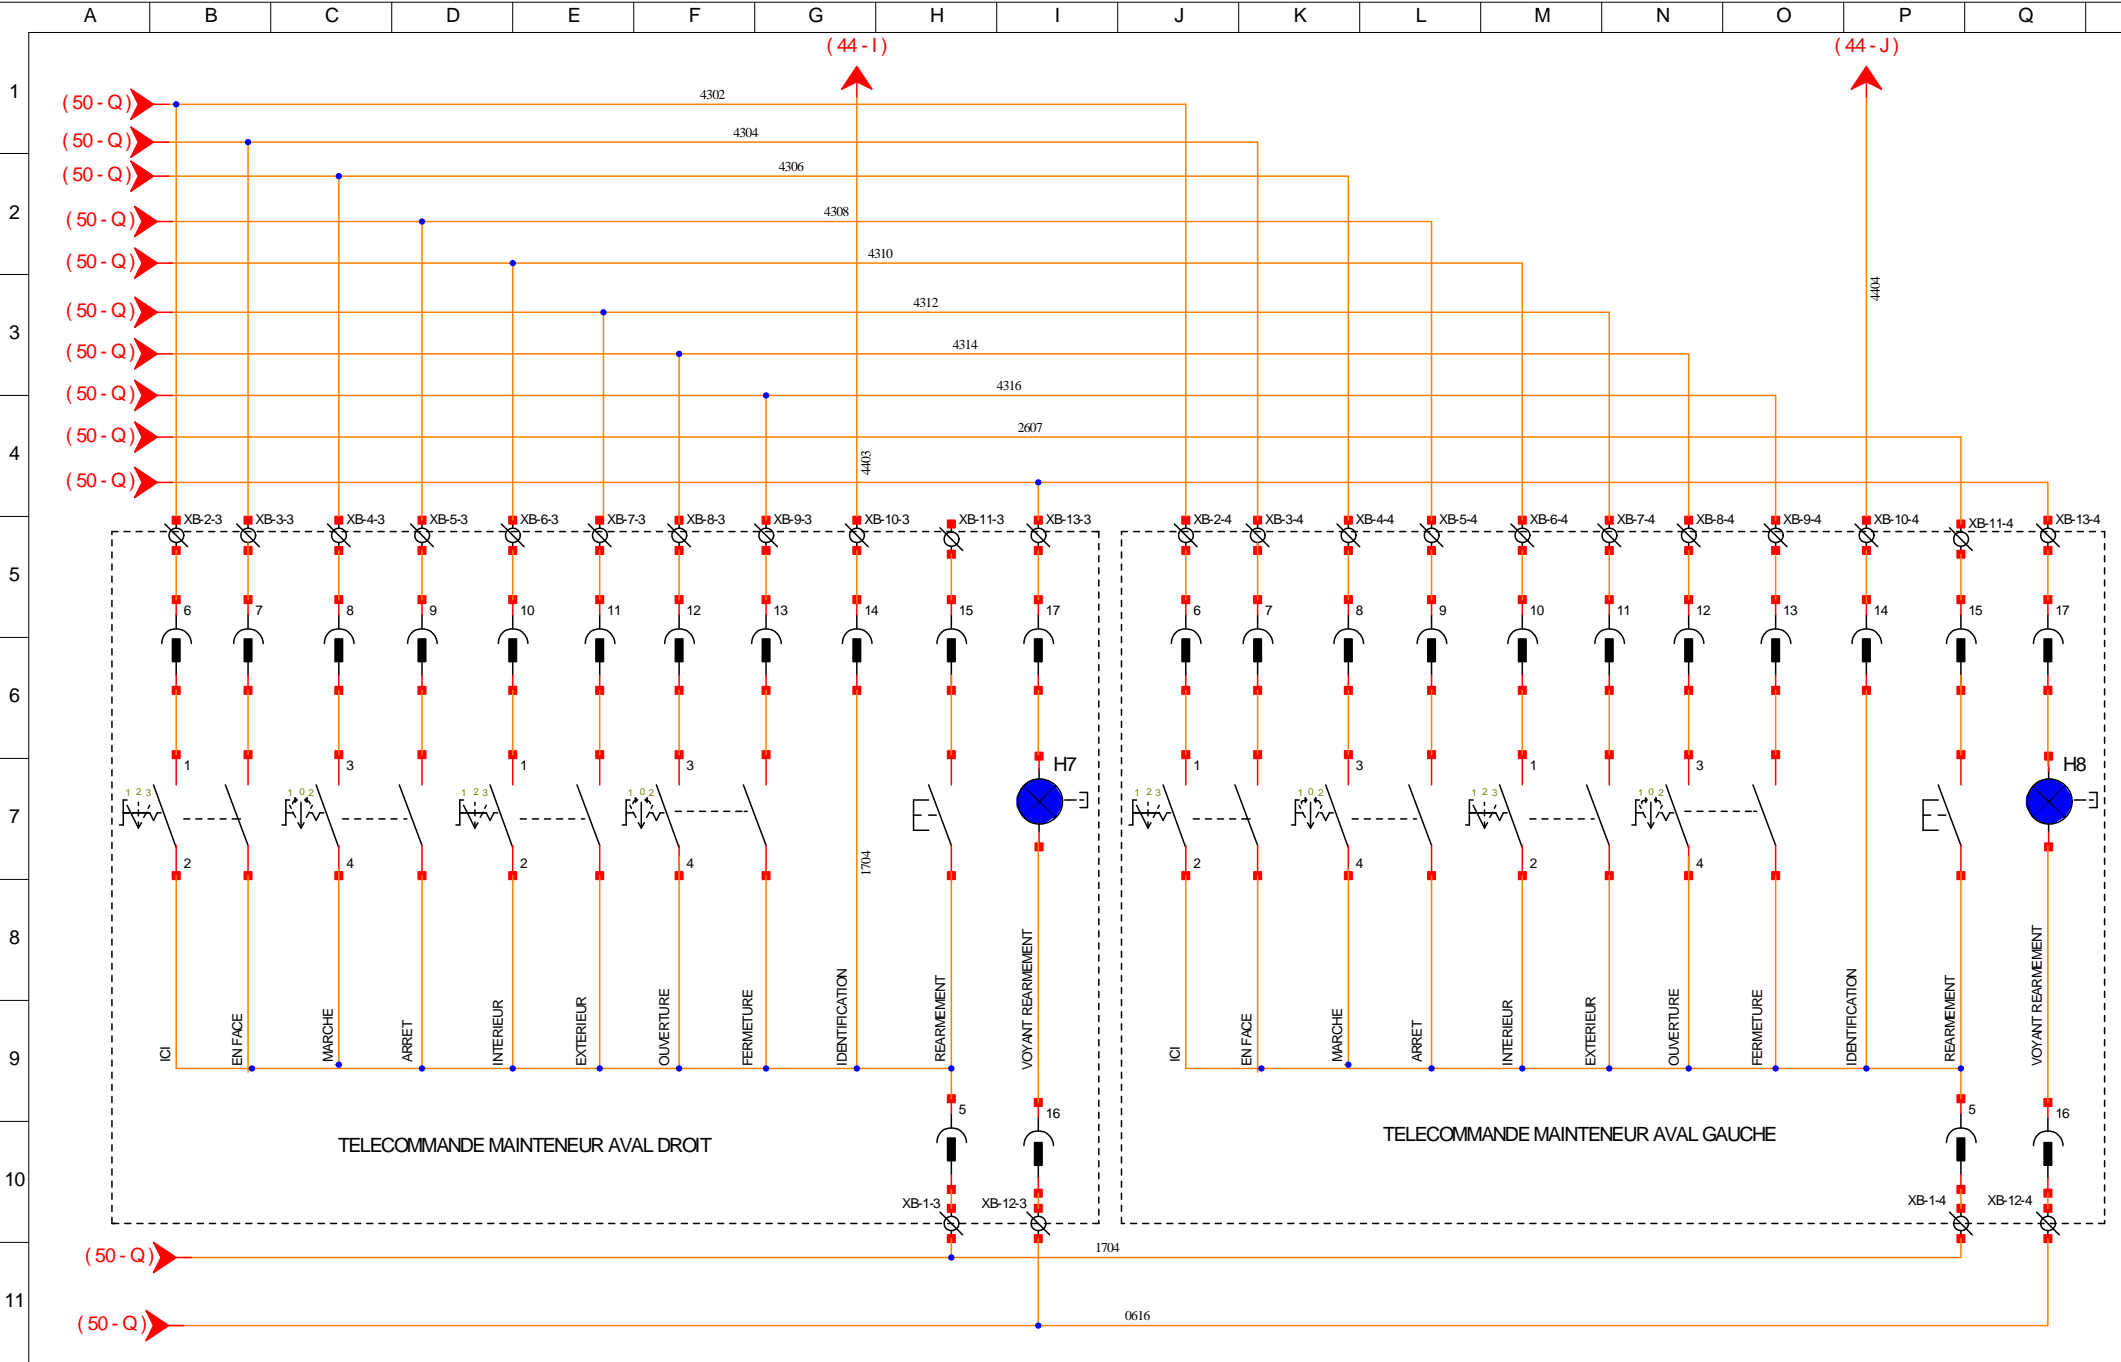 A B C D E F G H I J K L M N O P Q
(44-I) (44-J)
1
(50-Q) 4302
(50-Q) 4304
(50-Q) 4306
2
(50-Q) 4308
(50-Q) 4310
4404
(50-Q) 4312
3
(50-Q) 4314
(50-Q) 4316
(50-Q) 2607
4
4403
(50-Q)
XB-2-3 XB-3-3 XB-4-3 XB-5-3 XB-6-3 XB-7-3 XB-8-3 XB-9-3 XB-10-3 XB-11-3 XB-13-3 XB-2-4 XB-3-4 XB-4-4 XB-5-4 XB-6-4 XB-7-4 XB-8-4 XB-9-4 XB-10-4 XB-11-4 XB-13-4
5
6 7 8 9 10 11 12 13 14 15 17 6 7 8 9 10 11 12 13 14 15 17
6
1 3 1 3 H7 1 3 1 3 H8
1 2 3 1 0 2 1 2 3 1 0 2 1 2 3 1 0 2 1 2 3 1 0 2
7
2 4 2 4 1704 2 4 2 4
8
ICI
EN FACE
MARCHE
ARRET
INTERIEUR
EXTERIEUR
OUVERTURE
FERMETURE
IDENTIFICATION
REARMEMENT
VOYANT REARMEMENT
ICI
EN FACE
MARCHE
ARRET
INTERIEUR
EXTERIEUR
OUVERTURE
FERMETURE
IDENTIFICATION
REARMEMENT
VOYANT REARMEMENT
9
5 16 5 16
TELECOMMANDE MAINTENEUR AVAL DROIT
TELECOMMANDE MAINTENEUR AVAL GAUCHE
10
XB-1-3 XB-12-3 XB-1-4 XB-12-4
(50-Q) 1704
11
(50-Q) 0616